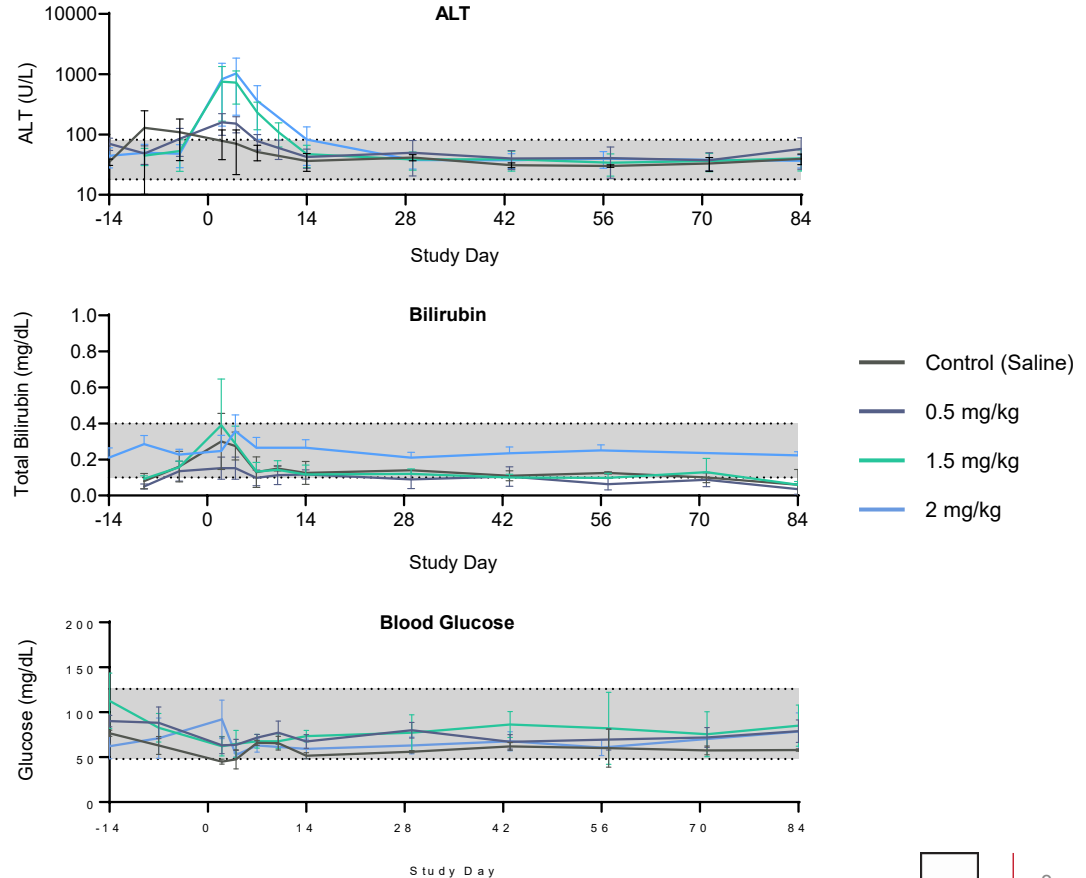 ALT
10000
1000
100
10
ALT (U/L)
-14 0 14 28 42 56 70 84
Study Day
Bilirubin
1.0
0.8
0.6
0.4
0.2
0.0
Total Bilirubin (mg/dL)
-14 0 14 28 42 56 70 84
Study Day
Control (Saline)
0.5 mg/kg
1.5 mg/kg
2 mg/kg
Blood Glucose
200
150
100
50
0
Glucose (mg/dL)
-14 0 14 28 42 56 70 84
Study Day